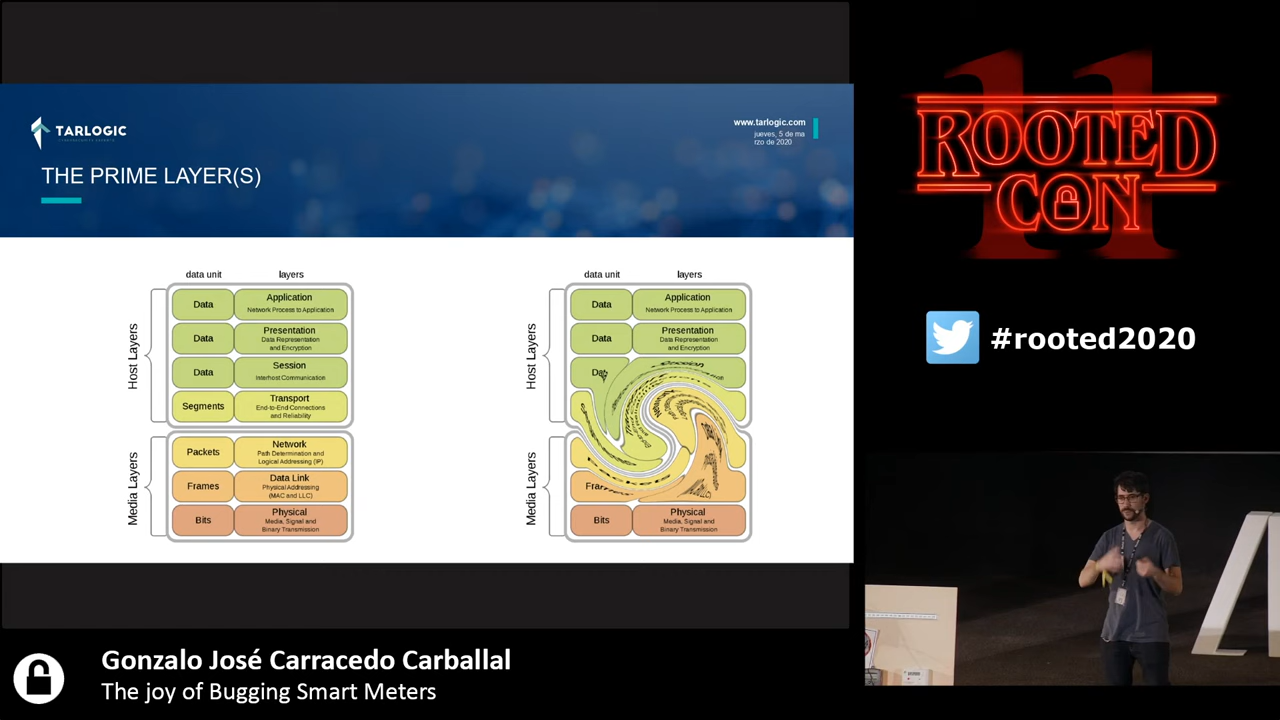 TARLOGIC
www.tarlogic.com
jueves, 5 de ma
rzo de 2020
THE PRIME LAYER(S)
data unit
layers
Host Layers
Data
Application
Network Process to Application
Data
Presentation
Data Representation
and Encryption
Data
Session
Interhost Communication
Segments
Transport
End-to-End Connections
and Reliability
Media Layers
Packets
Network
Path Determination and
Logical Addressing (IP)
Frames
Data Link
Physical Addressing
(MAC and LLC)
Bits
Physical
Media, Signal and
Binary Transmission
data unit
layers
Host Layers
Data
Application
Network Process to Application
Data
Presentation
Data Representation
and Encryption
Media Layers
Bits
Physical
Media, Signal and
Binary Transmission
11
ROOTED
CON
#rooted2020
Gonzalo José Carracedo Carballal
The joy of Bugging Smart Meters